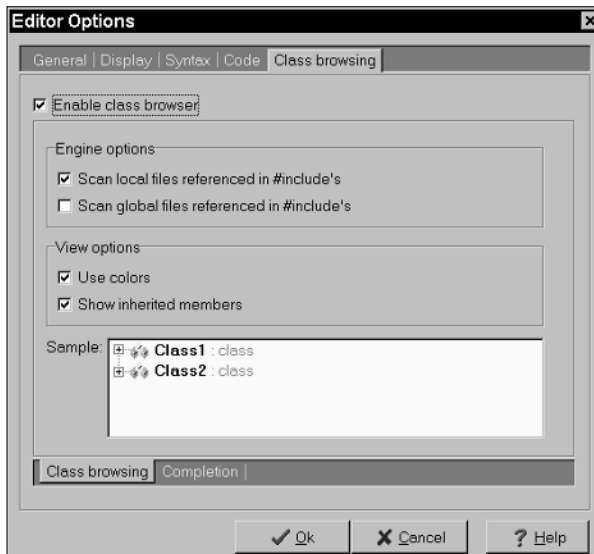 Editor Options
General | Display | Syntax | Code Class browsing
Enable class browser
Engine options
Scan local files referenced in #include's
Scan global files referenced in #include's
View options
Use colors
Show inherited members
Sample:
Class1 : class
Class2 : class
Class browsing Completion |
Ok Cancel ? Help